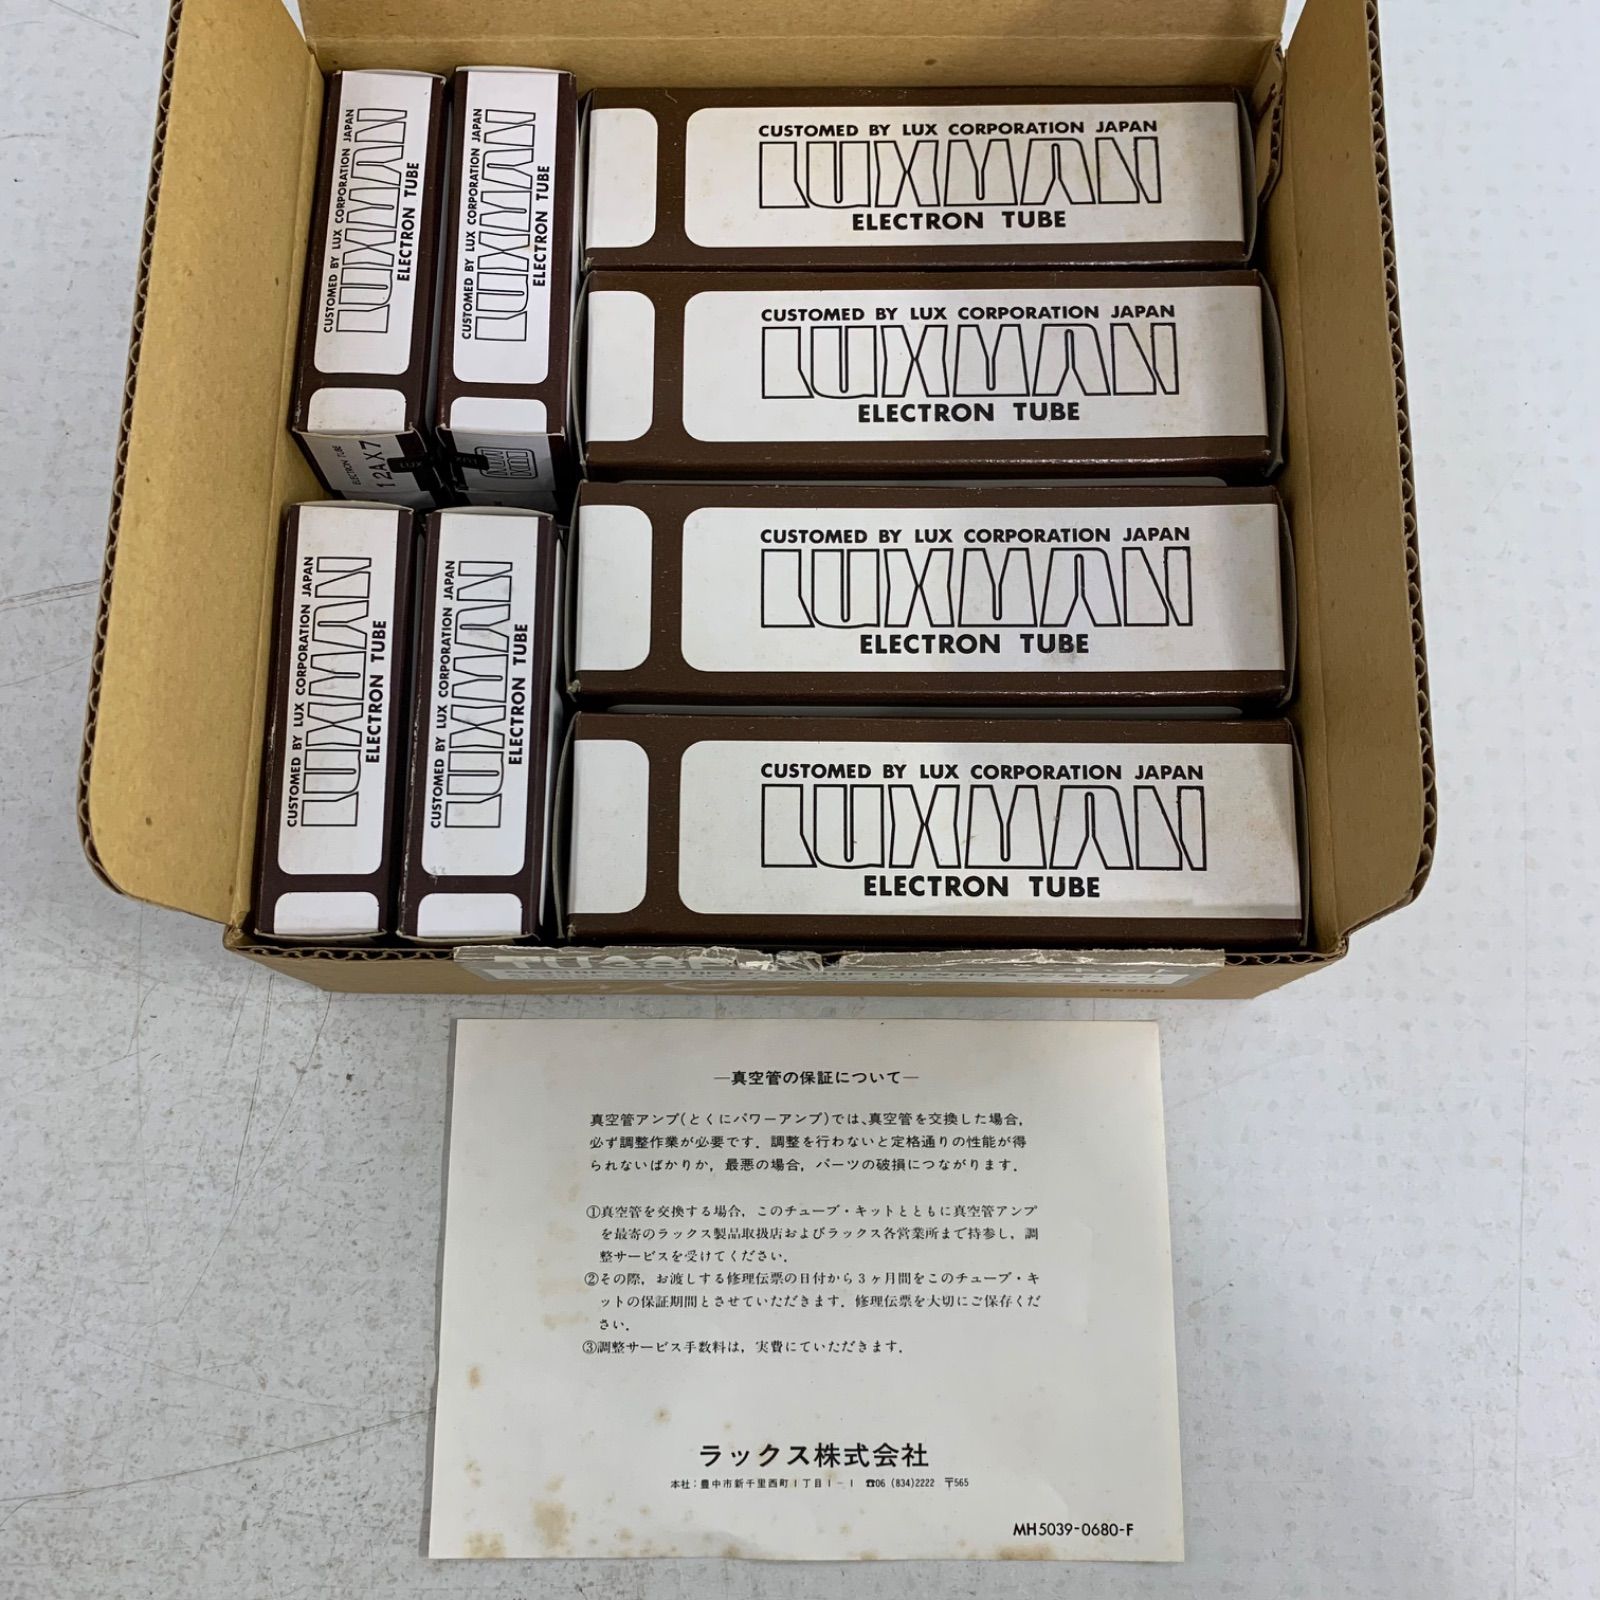 CUSTOMED BY LUX CORPORATION JAPAN
LUXMAN
ELECTRON TUBE
CUSTOMED BY LUX CORPORATION JAPAN
LUXMAN
ELECTRON TUBE
CUSTOMED BY LUX CORPORATION JAPAN
LUXMAN
ELECTRON TUBE
CUSTOMED BY LUX CORPORATION JAPAN
LUXMAN
ELECTRON TUBE
ELECTRON TUBE
12AX7
LUX
CUSTOMED BY LUX CORPORATION JAPAN
LUXMAN
ELECTRON TUBE
CUSTOMED BY LUX CORPORATION JAPAN
LUXMAN
ELECTRON TUBE
CUSTOMED BY LUX CORPORATION JAPAN
LUXMAN
ELECTRON TUBE
CUSTOMED BY LUX CORPORATION JAPAN
LUXMAN
ELECTRON TUBE
—真空管の保証について—
真空管アンプ(とくにパワーアンプ)では、真空管を交換した場合，
必ず調整作業が必要です．調整を行わないと定格通りの性能が得
られないばかりか，最悪の場合，パーツの破損につながります．
①真空管を交換する場合，このチューブ・キットとともに真空管アンプ
を最寄のラックス製品取扱店およびラックス各営業所まで持参し，調
整サービスを受けてください．
②その際，お渡しする修理伝票の日付から3ヶ月間をこのチューブ・キ
ットの保証期間とさせていただきます．修理伝票を大切にご保存くだ
さい．
③調整サービス手数料は，実費にていただきます．
ラックス株式会社
本社：豊中市新千里西町1丁目1-1 ☎06 (834)2222 〒565
MH5039-0680-F